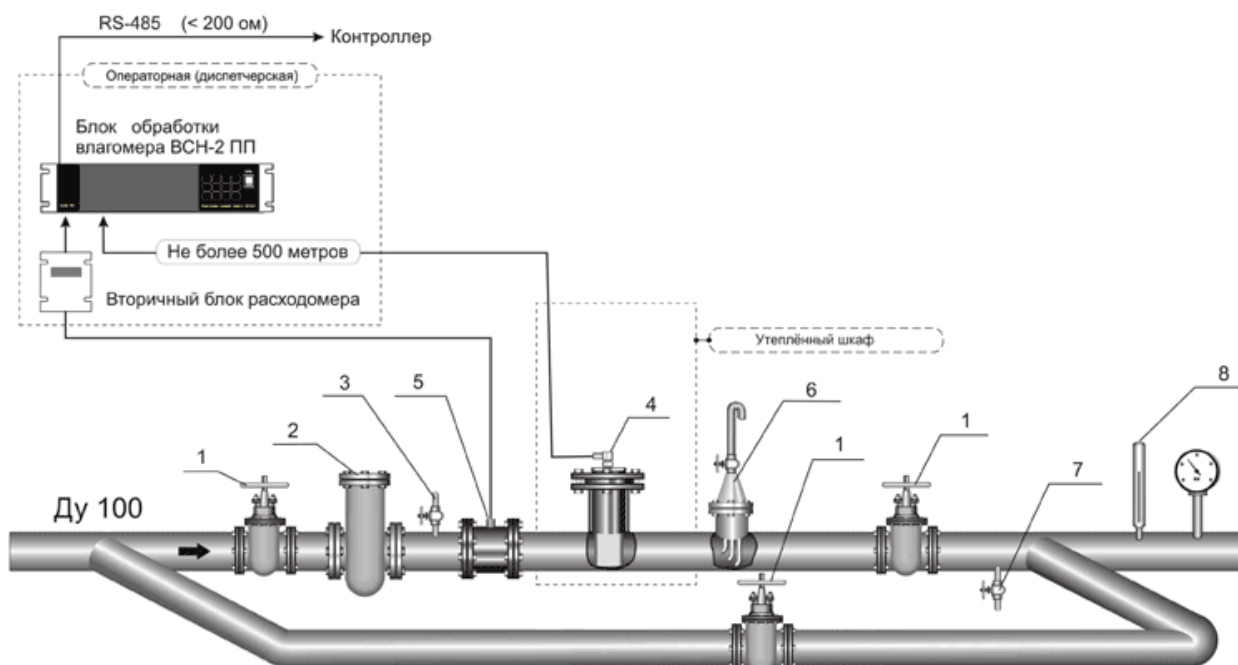 RS-485 (< 200 ом)
Контроллер
Операторная (диспетчерская)
Блок обработки
влагомера ВСН-2 ПП
Не более 500 метров
Вторичный блок расходомера
Утеплённый шкаф
1
2
3
5
4
6
1
1
7
8
Ду 100